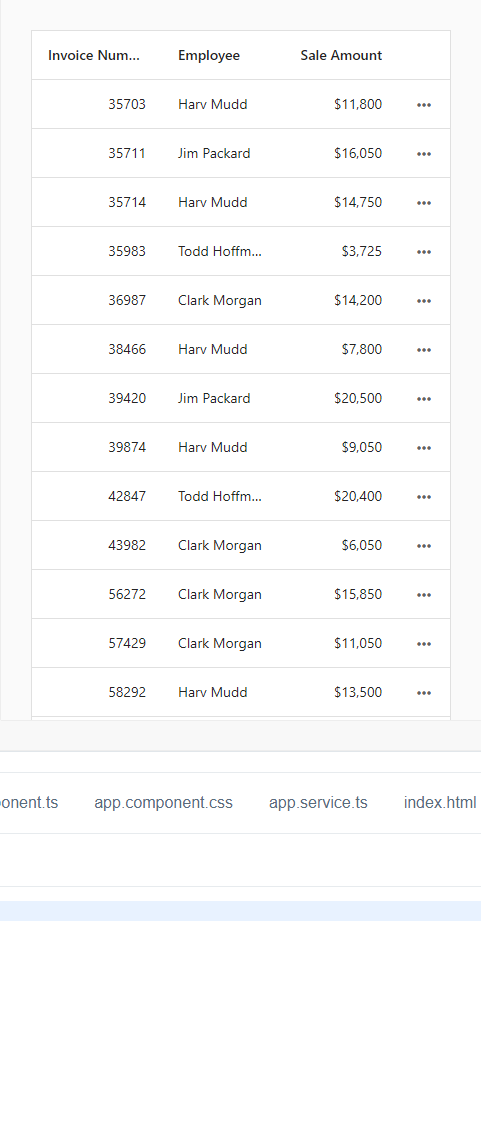 Invoice Num... Employee Sale Amount
35703 Harv Mudd $11,800 •••
35711 Jim Packard $16,050 •••
35714 Harv Mudd $14,750 •••
35983 Todd Hoffm... $3,725 •••
36987 Clark Morgan $14,200 •••
38466 Harv Mudd $7,800 •••
39420 Jim Packard $20,500 •••
39874 Harv Mudd $9,050 •••
42847 Todd Hoffm... $20,400 •••
43982 Clark Morgan $6,050 •••
56272 Clark Morgan $15,850 •••
57429 Clark Morgan $11,050 •••
58292 Harv Mudd $13,500 •••
onent.ts app.component.css app.service.ts index.html